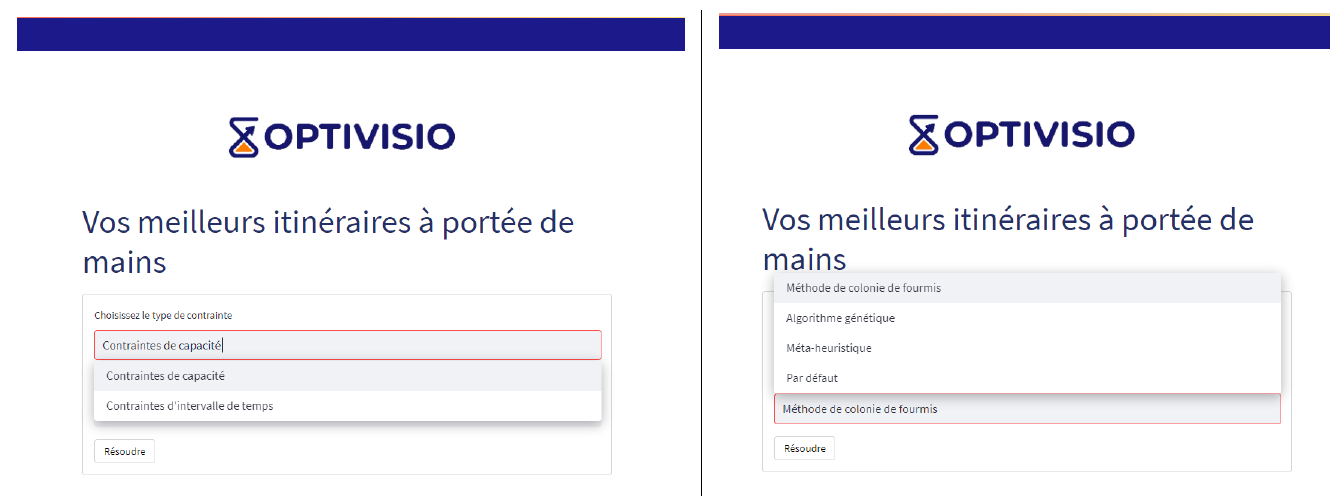 OPTIVISIO
Vos meilleurs itinéraires à portée de
mains
Choisissez le type de contrainte
Contraintes de capacité
Contraintes de capacité
Contraintes d'intervalle de temps
Résoudre
OPTIVISIO
Vos meilleurs itinéraires à portée de
mains
Méthode de colonie de fourmis
Algorithme génétique
Méta-heuristique
Par défaut
Méthode de colonie de fourmis
Résoudre